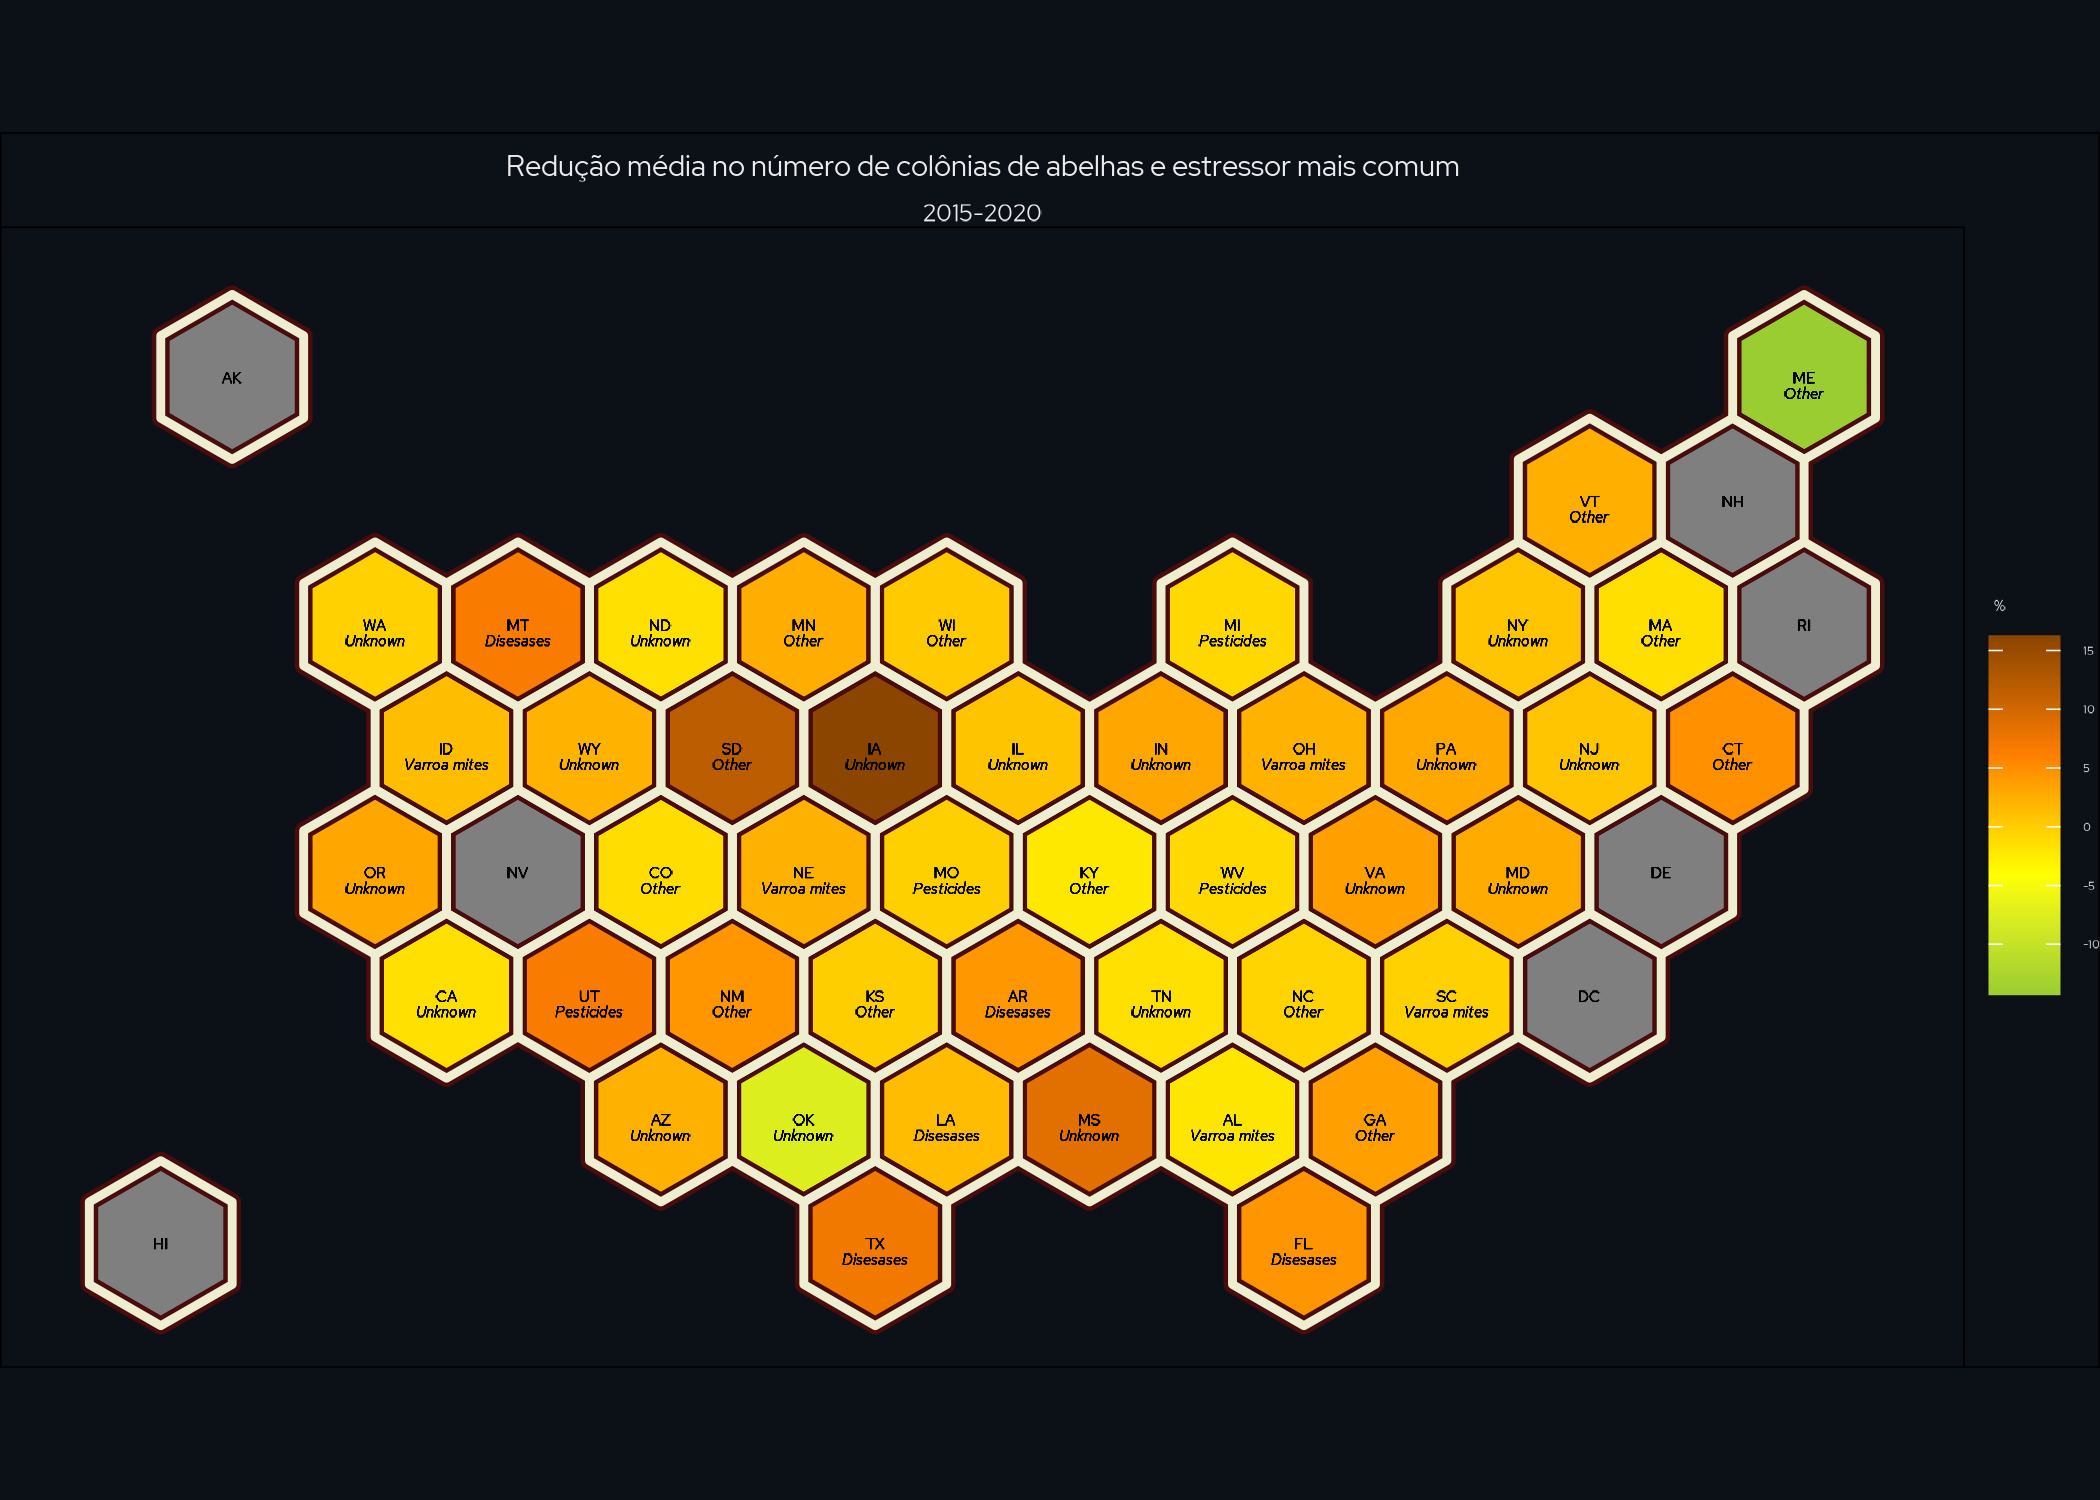 Redução média no número de colônias de abelhas e estressor mais comum
2015-2020
AK
ME
Other
VT
Other
NH
WA
Unknown
MT
Disesases
ND
Unknown
MN
Other
WI
Other
MI
Pesticides
NY
Unknown
MA
Other
RI
ID
Varroa mites
WY
Unknown
SD
Other
IA
Unknown
IL
Unknown
IN
Unknown
OH
Varroa mites
PA
Unknown
NJ
Unknown
CT
Other
OR
Unknown
NV
CO
Other
NE
Varroa mites
MO
Pesticides
KY
Other
WV
Pesticides
VA
Unknown
MD
Unknown
DE
CA
Unknown
UT
Pesticides
NM
Other
KS
Other
AR
Disesases
TN
Unknown
NC
Other
SC
Varroa mites
DC
AZ
Unknown
OK
Unknown
LA
Disesases
MS
Unknown
AL
Varroa mites
GA
Other
HI
TX
Disesases
FL
Disesases
%
15
10
5
0
-5
-10